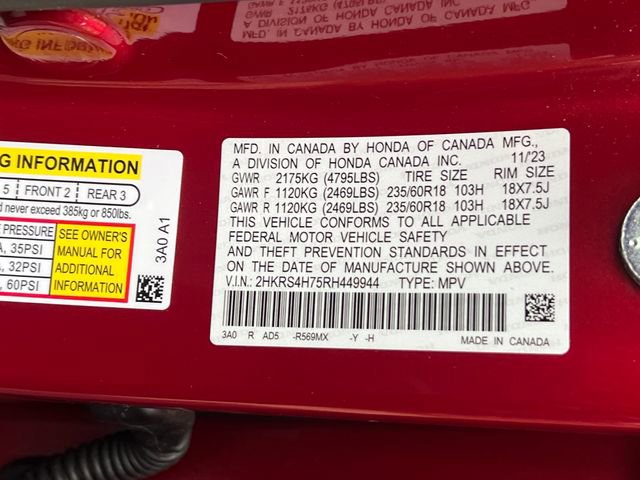 G INFORMATION
5 FRONT 2 REAR 3
d never exceed 385kg or 850lbs.
PRESSURE
A, 35PSI
, 32PSI
, 60PSI
SEE OWNER'S
MANUAL FOR
ADDITIONAL
INFORMATION
3A0 A1
MFD. IN CANADA BY HONDA OF CANADA MFG.,
A DIVISION OF HONDA CANADA INC. 11/'23
GVWR 2175KG (4795LBS) TIRE SIZE RIM SIZE
GAWR F 1120KG (2469LBS) 235/60R18 103H 18X7.5J
GAWR R 1120KG (2469LBS) 235/60R18 103H 18X7.5J
THIS VEHICLE CONFORMS TO ALL APPLICABLE
FEDERAL MOTOR VEHICLE SAFETY
AND THEFT PREVENTION STANDARDS IN EFFECT
ON THE DATE OF MANUFACTURE SHOWN ABOVE.
V.I.N.: 2HKRS4H75RH449944 TYPE: MPV
3A0 R AD5 -R569MX -Y -H MADE IN CANADA